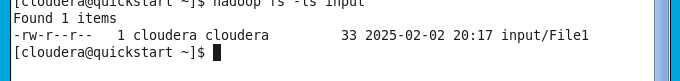 [cloudera@quickstart ~]$ hadoop fs -ls input
Found 1 items
-rw-r--r--   1 cloudera cloudera         33 2025-02-02 20:17 input/File1
[cloudera@quickstart ~]$